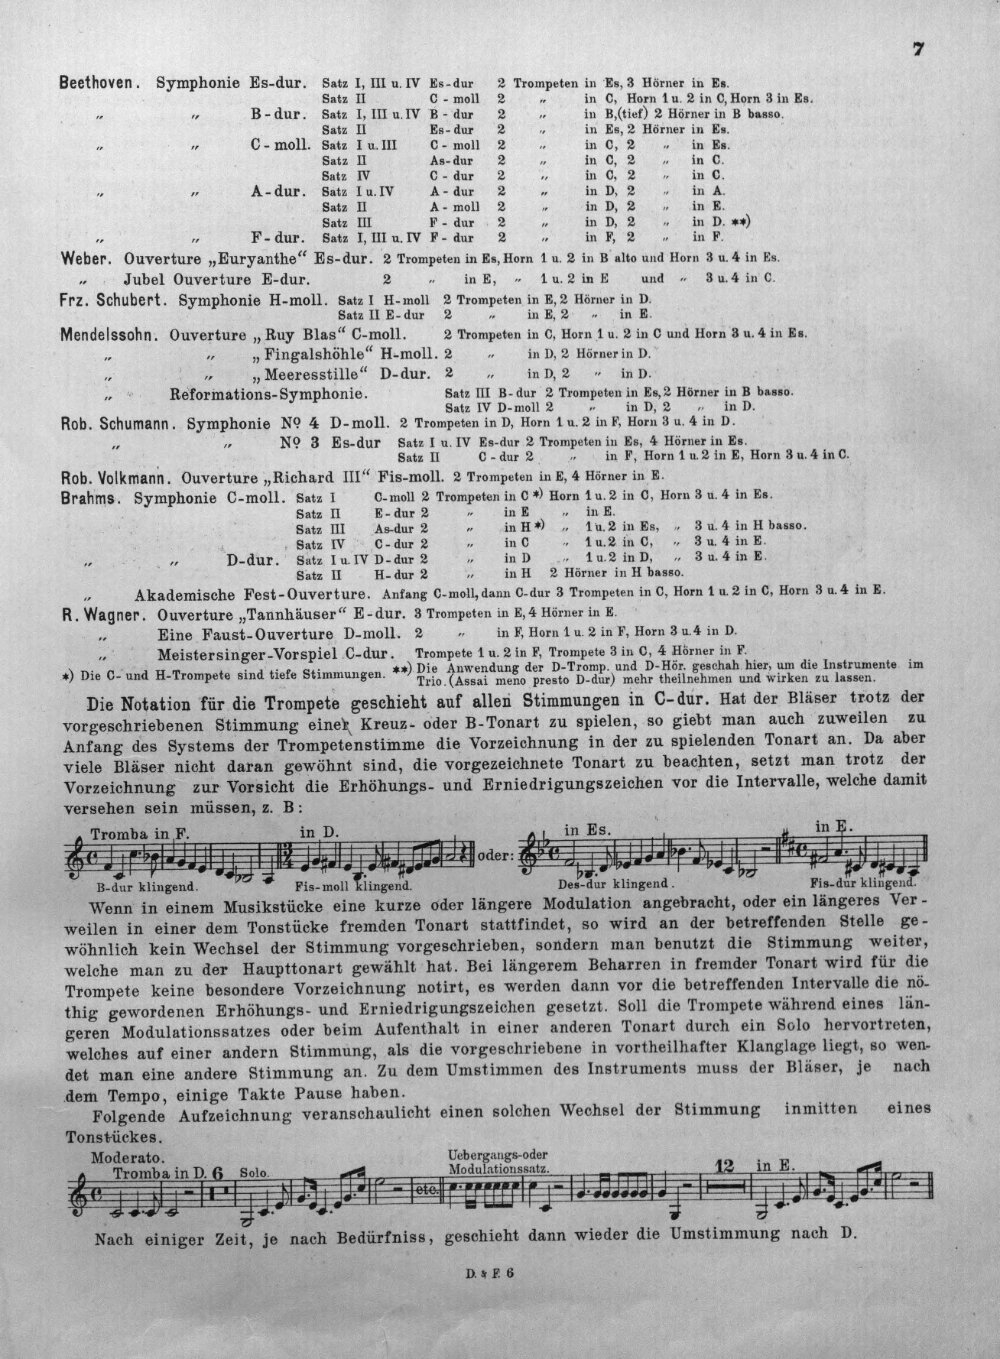 7
Beethoven. Symphonie Es-dur. Satz I, III u. IV Es-dur 2 Trompeten in Es, 3 Hörner in Es.
Satz II C-moll 2 „ in C, Horn 1 u. 2 in C, Horn 3 in Es.
„ „ B-dur. Satz I, III u. IV B-dur 2 „ in B, (tief) 2 Hörner in B basso.
Satz II Es-dur 2 „ in Es, 2 Hörner in Es.
„ „ C-moll. Satz I u. III C-moll 2 „ in C, 2 „ in Es.
Satz II As-dur 2 „ in C, 2 „ in C.
Satz IV C-dur 2 „ in C, 2 „ in C.
„ „ A-dur. Satz I u. IV A-dur 2 „ in D, 2 „ in A.
Satz II A-moll 2 „ in D, 2 „ in E.
Satz III F-dur 2 „ in D, 2 „ in D. **)
„ „ F-dur. Satz I, III u. IV F-dur 2 „ in F, 2 „ in F.
Weber. Ouverture „Euryanthe“ Es-dur. 2 Trompeten in Es, Horn 1 u. 2 in B alto und Horn 3 u. 4 in Es.
„ Jubel Ouverture E-dur. 2 „ in E, „ 1 u. 2 in E und „ 3 u. 4 in C.
Frz. Schubert. Symphonie H-moll. Satz I H-moll 2 Trompeten in E, 2 Hörner in D.
Satz II E-dur 2 „ in E, 2 „ in E.
Mendelssohn. Ouverture „Ruy Blas“ C-moll. 2 Trompeten in C, Horn 1 u. 2 in C und Horn 3 u. 4 in Es.
„ „ „Fingalshöhle“ H-moll. 2 „ in D, 2 Hörner in D.
„ „ „Meeresstille“ D-dur. 2 „ in D, 2 „ in D.
„ Reformations-Symphonie. Satz III B-dur 2 Trompeten in Es, 2 Hörner in B basso.
Satz IV D-moll 2 „ in D, 2 „ in D.
Rob. Schumann. Symphonie No 4 D-moll. 2 Trompeten in D, Horn 1 u. 2 in F, Horn 3 u. 4 in D.
„ „ No 3 Es-dur Satz I u. IV Es-dur 2 Trompeten in Es, 4 Hörner in Es.
Satz II C-dur 2 „ in F, Horn 1 u. 2 in E, Horn 3 u. 4 in C.
Rob. Volkmann. Ouverture „Richard III“ Fis-moll. 2 Trompeten in E, 4 Hörner in E.
Brahms. Symphonie C-moll. Satz I C-moll 2 Trompeten in C *) Horn 1 u. 2 in C, Horn 3 u. 4 in Es.
Satz II E-dur 2 „ in E „ in E.
Satz III As-dur 2 „ in H *) „ 1 u. 2 in Es, „ 3 u. 4 in H basso.
Satz IV C-dur 2 „ in C „ 1 u. 2 in C, „ 3 u. 4 in E.
„ „ D-dur. Satz I u. IV D-dur 2 „ in D „ 1 u. 2 in D, „ 3 u. 4 in E.
Satz II H-dur 2 „ in H 2 Hörner in H basso.
„ Akademische Fest-Ouverture. Anfang C-moll, dann C-dur 3 Trompeten in C, Horn 1 u. 2 in C, Horn 3 u. 4 in E.
R. Wagner. Ouverture „Tannhäuser“ E-dur. 3 Trompeten in E, 4 Hörner in E.
„ Eine Faust-Ouverture D-moll. 2 „ in F, Horn 1 u. 2 in F, Horn 3 u. 4 in D.
„ Meistersinger-Vorspiel C-dur. Trompete 1 u. 2 in F, Trompete 3 in C, 4 Hörner in F.
*) Die C- und H-Trompete sind tiefe Stimmungen. **) Die Anwendung der D-Tromp. und D-Hör. geschah hier, um die Instrumente im
Trio. (Assai meno presto D-dur) mehr theilnehmen und wirken zu lassen.
Die Notation für die Trompete geschieht auf allen Stimmungen in C-dur. Hat der Bläser trotz der
vorgeschriebenen Stimmung einer Kreuz- oder B-Tonart zu spielen, so giebt man auch zuweilen zu
Anfang des Systems der Trompetenstimme die Vorzeichnung in der zu spielenden Tonart an. Da aber
viele Bläser nicht daran gewöhnt sind, die vorgezeichnete Tonart zu beachten, setzt man trotz der
Vorzeichnung zur Vorsicht die Erhöhungs- und Erniedrigungszeichen vor die Intervalle, welche damit
versehen sein müssen, z. B:
Tromba in F. in D. in Es. in E.
oder:
B-dur klingend. Fis-moll klingend. Des-dur klingend. Fis-dur klingend.
Wenn in einem Musikstücke eine kurze oder längere Modulation angebracht, oder ein längeres Ver-
weilen in einer dem Tonstücke fremden Tonart stattfindet, so wird an der betreffenden Stelle ge-
wöhnlich kein Wechsel der Stimmung vorgeschrieben, sondern man benutzt die Stimmung weiter,
welche man zu der Haupttonart gewählt hat. Bei längerem Beharren in fremder Tonart wird für die
Trompete keine besondere Vorzeichnung notirt, es werden dann vor die betreffenden Intervalle die nö-
thig gewordenen Erhöhungs- und Erniedrigungszeichen gesetzt. Soll die Trompete während eines län-
geren Modulationssatzes oder beim Aufenthalt in einer anderen Tonart durch ein Solo hervortreten,
welches auf einer andern Stimmung, als die vorgeschriebene in vortheilhafter Klanglage liegt, so wen-
det man eine andere Stimmung an. Zu dem Umstimmen des Instruments muss der Bläser, je nach
dem Tempo, einige Takte Pause haben.
Folgende Aufzeichnung veranschaulicht einen solchen Wechsel der Stimmung inmitten eines
Tonstückes.
Moderato. Uebergangs-oder
Tromba in D. 6 Solo. Modulationssatz. 12 in E.
etc.
Nach einiger Zeit, je nach Bedürfniss, geschieht dann wieder die Umstimmung nach D.
D. & F. 6